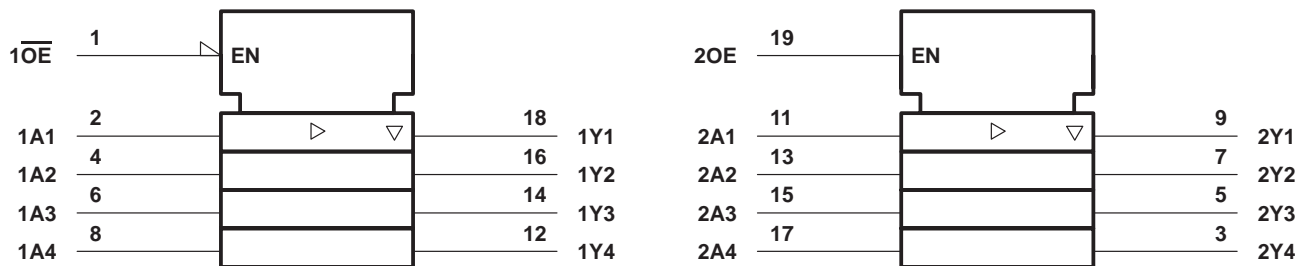 1O̅E̅ 1 EN
2 18
1A1 1Y1
4 16
1A2 1Y2
6 14
1A3 1Y3
8 12
1A4 1Y4
2OE 19 EN
11 9
2A1 2Y1
13 7
2A2 2Y2
15 5
2A3 2Y3
17 3
2A4 2Y4